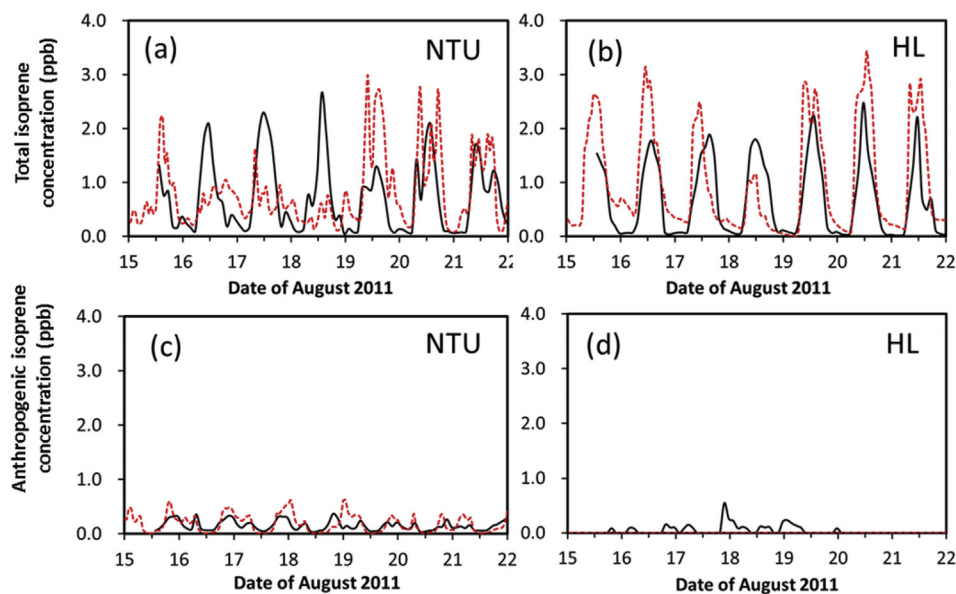 Total isoprene
concentration (ppb)
4.0
3.0
2.0
1.0
0.0
(a)
NTU
15 16 17 18 19 20 21 22
Date of August 2011
4.0
3.0
2.0
1.0
0.0
(b)
HL
15 16 17 18 19 20 21 22
Date of August 2011
Anthropogenic isoprene
concentration (ppb)
4.0
3.0
2.0
1.0
0.0
(c)
NTU
15 16 17 18 19 20 21 22
Date of August 2011
4.0
3.0
2.0
1.0
0.0
(d)
HL
15 16 17 18 19 20 21 22
Date of August 2011